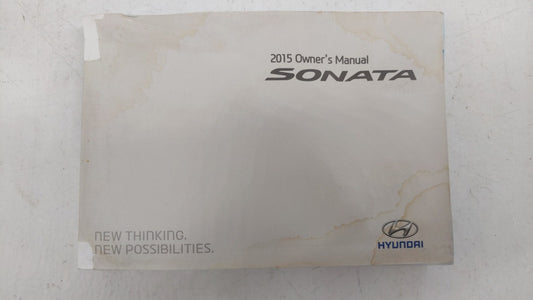 2015 Owner's Manual
SONATA
NEW THINKING.
NEW POSSIBILITIES.
HYUNDAI